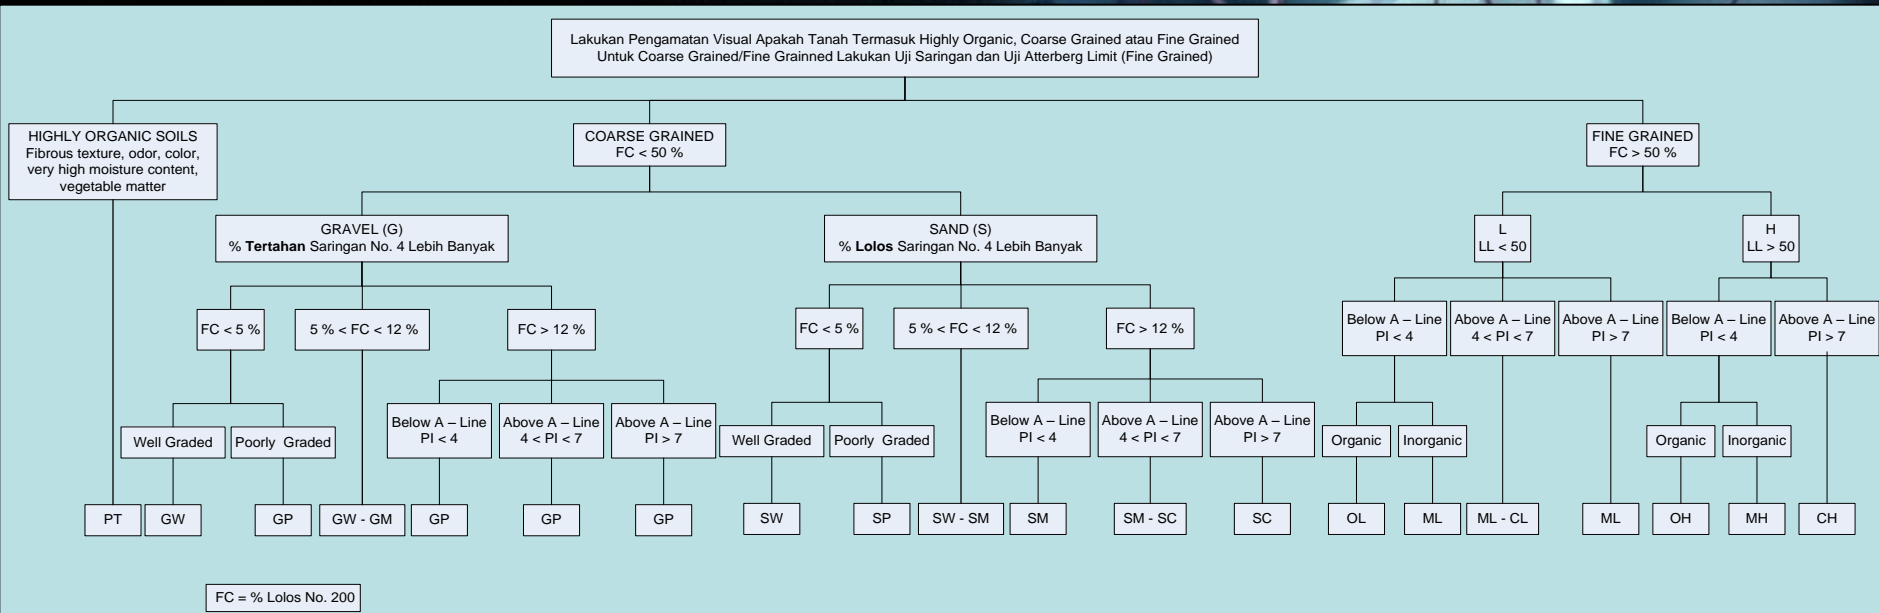 Lakukan Pengamatan Visual Apakah Tanah Termasuk Highly Organic, Coarse Grained atau Fine Grained
Untuk Coarse Grained/Fine Grainned Lakukan Uji Saringan dan Uji Atterberg Limit (Fine Grained)
HIGHLY ORGANIC SOILS
Fibrous texture, odor, color,
very high moisture content,
vegetable matter
COARSE GRAINED
FC < 50 %
FINE GRAINED
FC > 50 %
GRAVEL (G)
% Tertahan Saringan No. 4 Lebih Banyak
SAND (S)
% Lolos Saringan No. 4 Lebih Banyak
L
LL < 50
H
LL > 50
FC < 5 %
5 % < FC < 12 %
FC > 12 %
FC < 5 %
5 % < FC < 12 %
FC > 12 %
Below A – Line
PI < 4
Above A – Line
4 < PI < 7
Above A – Line
PI > 7
Below A – Line
PI < 4
Above A – Line
PI > 7
Well Graded
Poorly Graded
Below A – Line
PI < 4
Above A – Line
4 < PI < 7
Above A – Line
PI > 7
Well Graded
Poorly Graded
Below A – Line
PI < 4
Above A – Line
4 < PI < 7
Above A – Line
PI > 7
Organic
Inorganic
Organic
Inorganic
PT
GW
GP
GW - GM
GP
GP
GP
SW
SP
SW - SM
SM
SM - SC
SC
OL
ML
ML - CL
ML
OH
MH
CH
FC = % Lolos No. 200